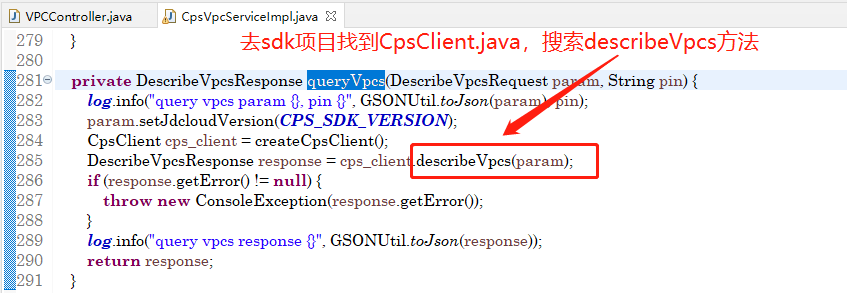 VPCController.java
CpsVpcServiceImpl.java
去sdk项目找到CpsClient.java，搜索describeVpcs方法
279 }
280
281 private DescribeVpcsResponse queryVpcs(DescribeVpcsRequest param, String pin) {
282 log.info("query vpcs param {}, pin {}", GSONUtil.toJson(param), pin);
283 param.setJdcloudVersion(CPS_SDK_VERSION);
284 CpsClient cps_client = createCpsClient();
285 DescribeVpcsResponse response = cps_client.describeVpcs(param);
286 if (response.getError() != null) {
287 throw new ConsoleException(response.getError());
288 }
289 log.info("query vpcs response {}", GSONUtil.toJson(response));
290 return response;
291 }